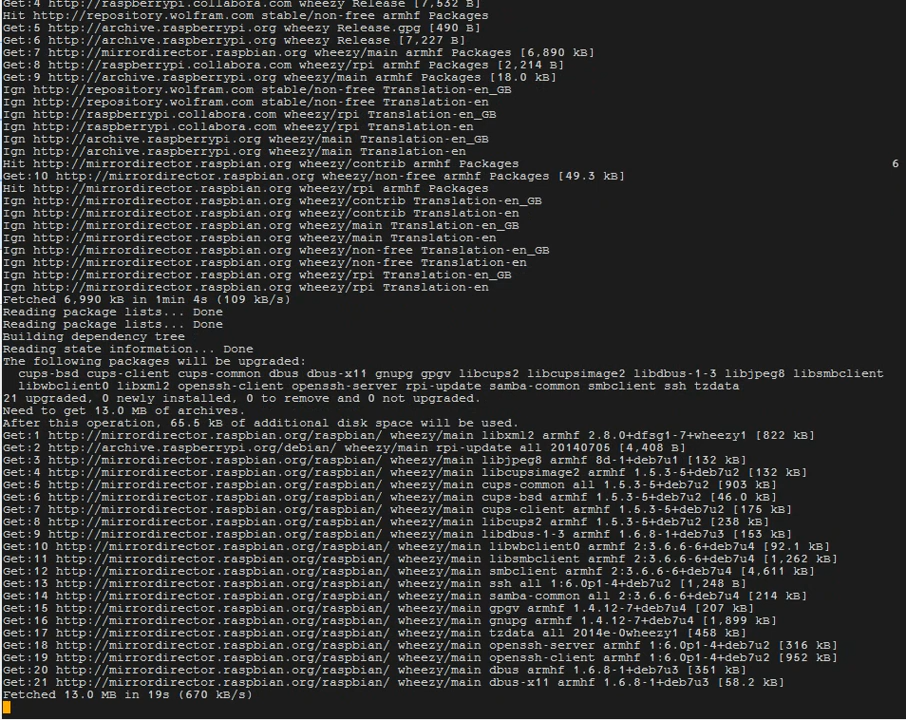 Get:4 http://raspberrypi.collabora.com wheezy Release [7,532 B]
Hit http://repository.wolfram.com stable/non-free armhf Packages
Get:5 http://archive.raspberrypi.org wheezy Release.gpg [490 B]
Get:6 http://archive.raspberrypi.org wheezy Release [7,227 B]
Get:7 http://mirrordirector.raspbian.org wheezy/main armhf Packages [6,890 kB]
Get:8 http://raspberrypi.collabora.com wheezy/rpi armhf Packages [2,214 B]
Get:9 http://archive.raspberrypi.org wheezy/main armhf Packages [18.0 kB]
Ign http://repository.wolfram.com stable/non-free Translation-en_GB
Ign http://repository.wolfram.com stable/non-free Translation-en
Ign http://raspberrypi.collabora.com wheezy/rpi Translation-en_GB
Ign http://raspberrypi.collabora.com wheezy/rpi Translation-en
Ign http://archive.raspberrypi.org wheezy/main Translation-en_GB
Ign http://archive.raspberrypi.org wheezy/main Translation-en
Hit http://mirrordirector.raspbian.org wheezy/contrib armhf Packages 6
Get:10 http://mirrordirector.raspbian.org wheezy/non-free armhf Packages [49.3 kB]
Hit http://mirrordirector.raspbian.org wheezy/rpi armhf Packages
Ign http://mirrordirector.raspbian.org wheezy/contrib Translation-en_GB
Ign http://mirrordirector.raspbian.org wheezy/contrib Translation-en
Ign http://mirrordirector.raspbian.org wheezy/main Translation-en_GB
Ign http://mirrordirector.raspbian.org wheezy/main Translation-en
Ign http://mirrordirector.raspbian.org wheezy/non-free Translation-en_GB
Ign http://mirrordirector.raspbian.org wheezy/non-free Translation-en
Ign http://mirrordirector.raspbian.org wheezy/rpi Translation-en_GB
Ign http://mirrordirector.raspbian.org wheezy/rpi Translation-en
Fetched 6,990 kB in 1min 4s (109 kB/s)
Reading package lists... Done
Reading package lists... Done
Building dependency tree
Reading state information... Done
The following packages will be upgraded:
cups-bsd cups-client cups-common dbus dbus-x11 gnupg gpgv libcups2 libcupsimage2 libdbus-1-3 libjpeg8 libsmbclient
libwbclient0 libxml2 openssh-client openssh-server rpi-update samba-common smbclient ssh tzdata
21 upgraded, 0 newly installed, 0 to remove and 0 not upgraded.
Need to get 13.0 MB of archives.
After this operation, 65.5 kB of additional disk space will be used.
Get:1 http://mirrordirector.raspbian.org/raspbian/ wheezy/main libxml2 armhf 2.8.0+dfsg1-7+wheezy1 [822 kB]
Get:2 http://archive.raspberrypi.org/debian/ wheezy/main rpi-update all 20140705 [4,408 B]
Get:3 http://mirrordirector.raspbian.org/raspbian/ wheezy/main libjpeg8 armhf 8d-1+deb7u1 [132 kB]
Get:4 http://mirrordirector.raspbian.org/raspbian/ wheezy/main libcupsimage2 armhf 1.5.3-5+deb7u2 [132 kB]
Get:5 http://mirrordirector.raspbian.org/raspbian/ wheezy/main cups-common all 1.5.3-5+deb7u2 [903 kB]
Get:6 http://mirrordirector.raspbian.org/raspbian/ wheezy/main cups-bsd armhf 1.5.3-5+deb7u2 [46.0 kB]
Get:7 http://mirrordirector.raspbian.org/raspbian/ wheezy/main cups-client armhf 1.5.3-5+deb7u2 [175 kB]
Get:8 http://mirrordirector.raspbian.org/raspbian/ wheezy/main libcups2 armhf 1.5.3-5+deb7u2 [238 kB]
Get:9 http://mirrordirector.raspbian.org/raspbian/ wheezy/main libdbus-1-3 armhf 1.6.8-1+deb7u3 [153 kB]
Get:10 http://mirrordirector.raspbian.org/raspbian/ wheezy/main libwbclient0 armhf 2:3.6.6-6+deb7u4 [92.1 kB]
Get:11 http://mirrordirector.raspbian.org/raspbian/ wheezy/main libsmbclient armhf 2:3.6.6-6+deb7u4 [1,262 kB]
Get:12 http://mirrordirector.raspbian.org/raspbian/ wheezy/main smbclient armhf 2:3.6.6-6+deb7u4 [4,611 kB]
Get:13 http://mirrordirector.raspbian.org/raspbian/ wheezy/main ssh all 1:6.0p1-4+deb7u2 [1,248 B]
Get:14 http://mirrordirector.raspbian.org/raspbian/ wheezy/main samba-common all 2:3.6.6-6+deb7u4 [214 kB]
Get:15 http://mirrordirector.raspbian.org/raspbian/ wheezy/main gpgv armhf 1.4.12-7+deb7u4 [207 kB]
Get:16 http://mirrordirector.raspbian.org/raspbian/ wheezy/main gnupg armhf 1.4.12-7+deb7u4 [1,899 kB]
Get:17 http://mirrordirector.raspbian.org/raspbian/ wheezy/main tzdata all 2014e-0wheezy1 [458 kB]
Get:18 http://mirrordirector.raspbian.org/raspbian/ wheezy/main openssh-server armhf 1:6.0p1-4+deb7u2 [316 kB]
Get:19 http://mirrordirector.raspbian.org/raspbian/ wheezy/main openssh-client armhf 1:6.0p1-4+deb7u2 [952 kB]
Get:20 http://mirrordirector.raspbian.org/raspbian/ wheezy/main dbus armhf 1.6.8-1+deb7u3 [351 kB]
Get:21 http://mirrordirector.raspbian.org/raspbian/ wheezy/main dbus-x11 armhf 1.6.8-1+deb7u3 [58.2 kB]
Fetched 13.0 MB in 19s (670 kB/s)